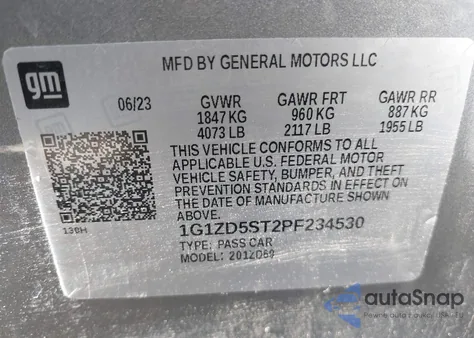 MFD BY GENERAL MOTORS LLC
gm
06/23
GVWR
1847 KG
4073 LB
GAWR FRT
960 KG
2117 LB
GAWR RR
887 KG
1955 LB
THIS VEHICLE CONFORMS TO ALL
APPLICABLE U.S. FEDERAL MOTOR
VEHICLE SAFETY, BUMPER, AND THEFT
PREVENTION STANDARDS IN EFFECT ON
THE DATE OF MANUFACTURE SHOWN
ABOVE.
138H
1G1ZD5ST2PF234530
TYPE: PASS CAR
MODEL: 201ZD69
autoSnap